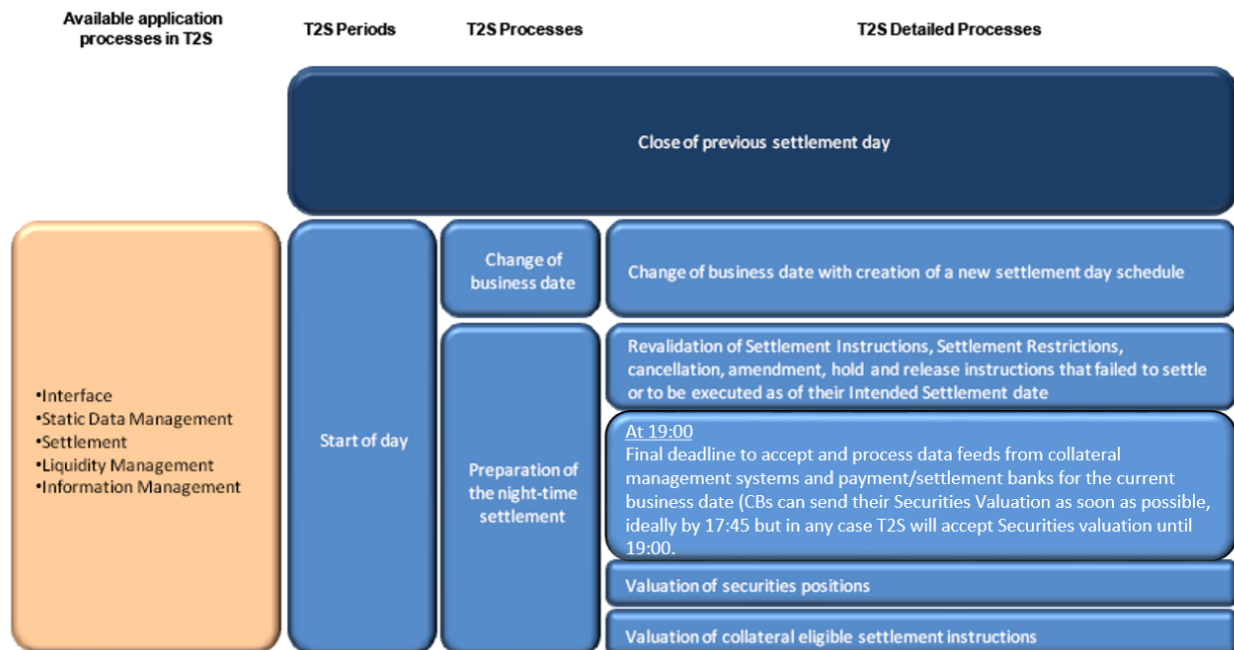 Available application
processes in T2S
T2S Periods
T2S Processes
T2S Detailed Processes
Close of previous settlement day
•Interface
•Static Data Management
•Settlement
•Liquidity Management
•Information Management
Start of day
Change of
business date
Change of business date with creation of a new settlement day schedule
Preparation of
the night-time
settlement
Revalidation of Settlement Instructions, Settlement Restrictions,
cancellation, amendment, hold and release instructions that failed to settle
or to be executed as of their Intended Settlement date
At 19:00
Final deadline to accept and process data feeds from collateral
management systems and payment/settlement banks for the current
business date (CBs can send their Securities Valuation as soon as possible,
ideally by 17:45 but in any case T2S will accept Securities valuation until
19:00.
Valuation of securities positions
Valuation of collateral eligible settlement instructions